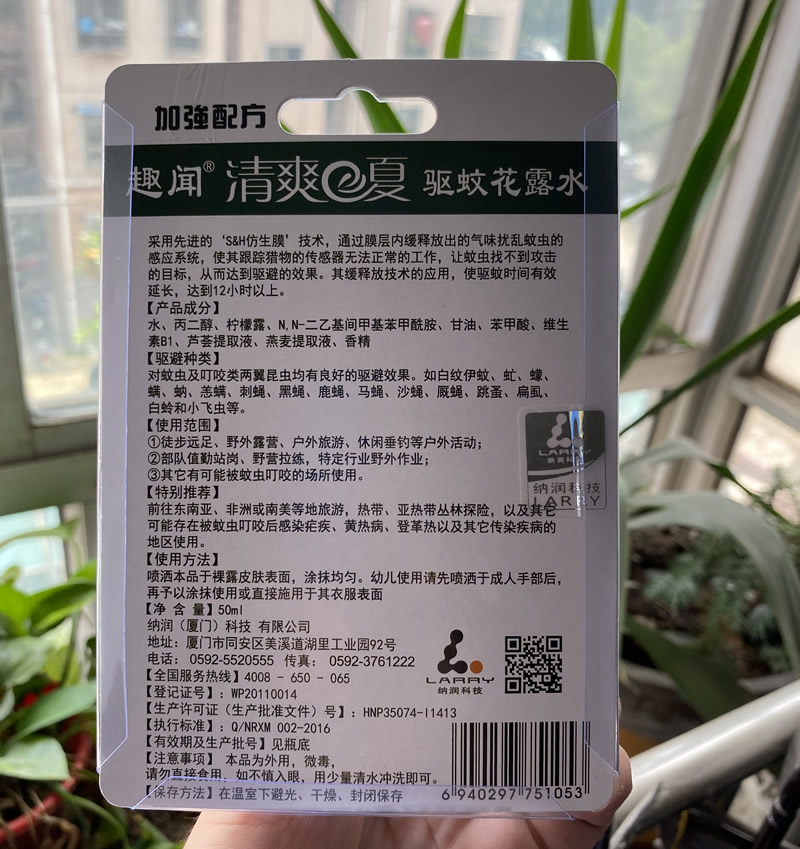 加強配方
趣闻® 清爽e夏 驱蚊花露水
采用先进的‘S&H仿生膜’技术，通过膜层内缓释放出的气味扰乱蚊虫的
感应系统，使其跟踪猎物的传感器无法正常的工作，让蚊虫找不到攻击
的目标，从而达到驱避的效果。其缓释放技术的应用，使驱蚊时间有效
延长，达到12小时以上。
【产品成分】
水、丙二醇、柠檬露、N,N-二乙基间甲基苯甲酰胺、甘油、苯甲酸、维生
素B1、芦荟提取液、燕麦提取液、香精
【驱避种类】
对蚊虫及叮咬类两翼昆虫均有良好的驱避效果。如白纹伊蚊、虻、蠓、
螨、蚋、恙螨、刺蝇、黑蝇、鹿蝇、马蝇、沙蝇、厩蝇、跳蚤、扁虱、
白蛉和小飞虫等。
【使用范围】
①徒步远足、野外露营、户外旅游、休闲垂钓等户外活动；
②部队值勤站岗、野营拉练，特定行业野外作业；
③其它有可能被蚊虫叮咬的场所使用。
【特别推荐】
前往东南亚、非洲或南美等地旅游，热带、亚热带丛林探险，以及其它
可能存在被蚊虫叮咬后感染疟疾、黄热病、登革热以及其它传染疾病的
地区使用。
【使用方法】
喷洒本品于裸露皮肤表面，涂抹均匀。幼儿使用请先喷洒于成人手部后，
再予以涂抹使用或直接施用于其衣服表面
【净 含 量】50ml
纳润（厦门）科技 有限公司
地址：厦门市同安区美溪道湖里工业园92号
电话：0592-5520555 传真：0592-3761222
【全国服务热线】4008 - 650 - 065
【登记证号】：WP20110014
【生产许可证（生产批准文件）号】：HNP35074-I1413
【执行标准】：Q/NRXM 002-2016
【有效期及生产批号】见瓶底
【注意事项】 本品为外用，微毒，
请勿直接食用，如不慎入眼，用少量清水冲洗即可。
【保存方法】在温室下避光、干燥、封闭保存
LARRY
纳润科技
6 940297 751053
LARRY
纳润科技
纳润科技
LARRY